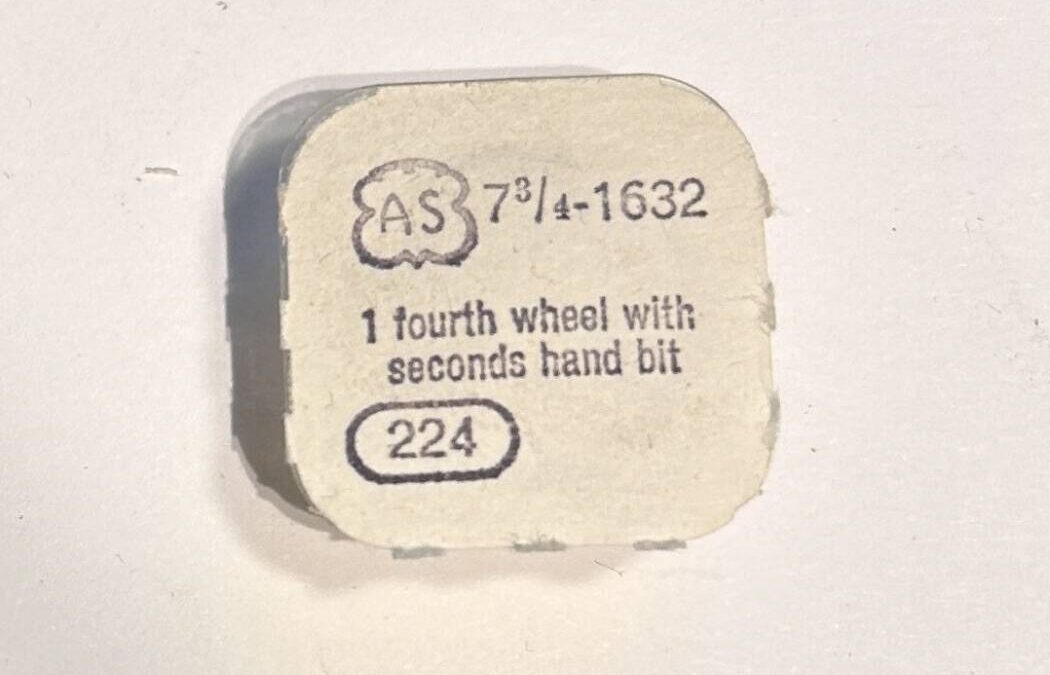 AS 7³/4-1632
1 fourth wheel with
seconds hand bit
224